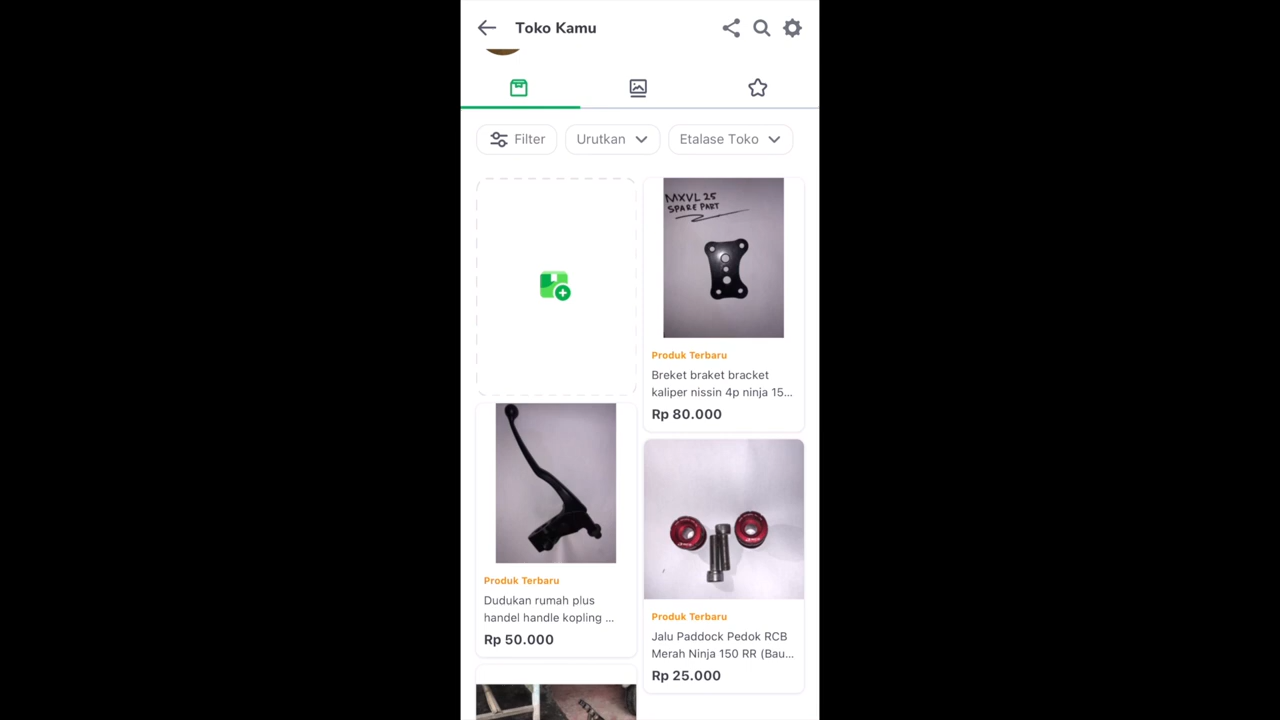 Toko Kamu
Filter
Urutkan
Etalase Toko
MXVL 25
SPARE PART
Produk Terbaru
Breket braket bracket
kaliper nissin 4p ninja 15...
Rp 80.000
Produk Terbaru
Dudukan rumah plus
handel handle kopling ...
Rp 50.000
Produk Terbaru
Jalu Paddock Pedok RCB
Merah Ninja 150 RR (Bau...
Rp 25.000